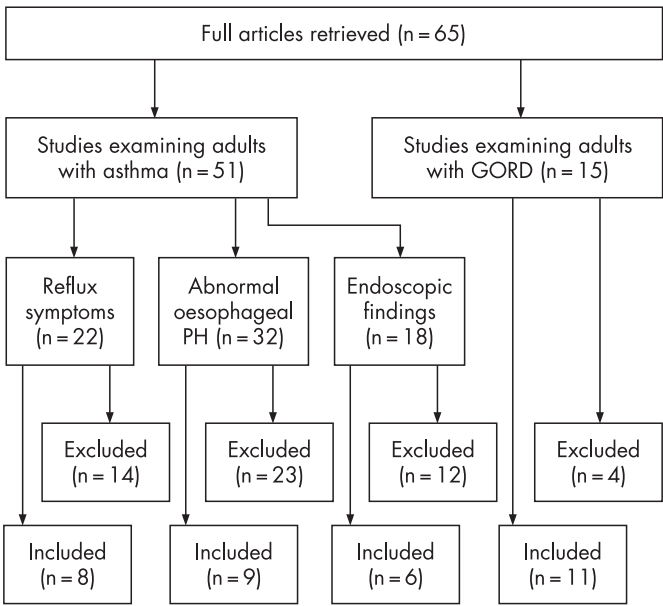 Full articles retrieved (n = 65)
Studies examining adults
with asthma (n = 51)
Studies examining adults
with GORD (n = 15)
Reflux
symptoms
(n = 22)
Abnormal
oesophageal
PH (n = 32)
Endoscopic
findings
(n = 18)
Excluded
(n = 14)
Excluded
(n = 23)
Excluded
(n = 12)
Excluded
(n = 4)
Included
(n = 8)
Included
(n = 9)
Included
(n = 6)
Included
(n = 11)